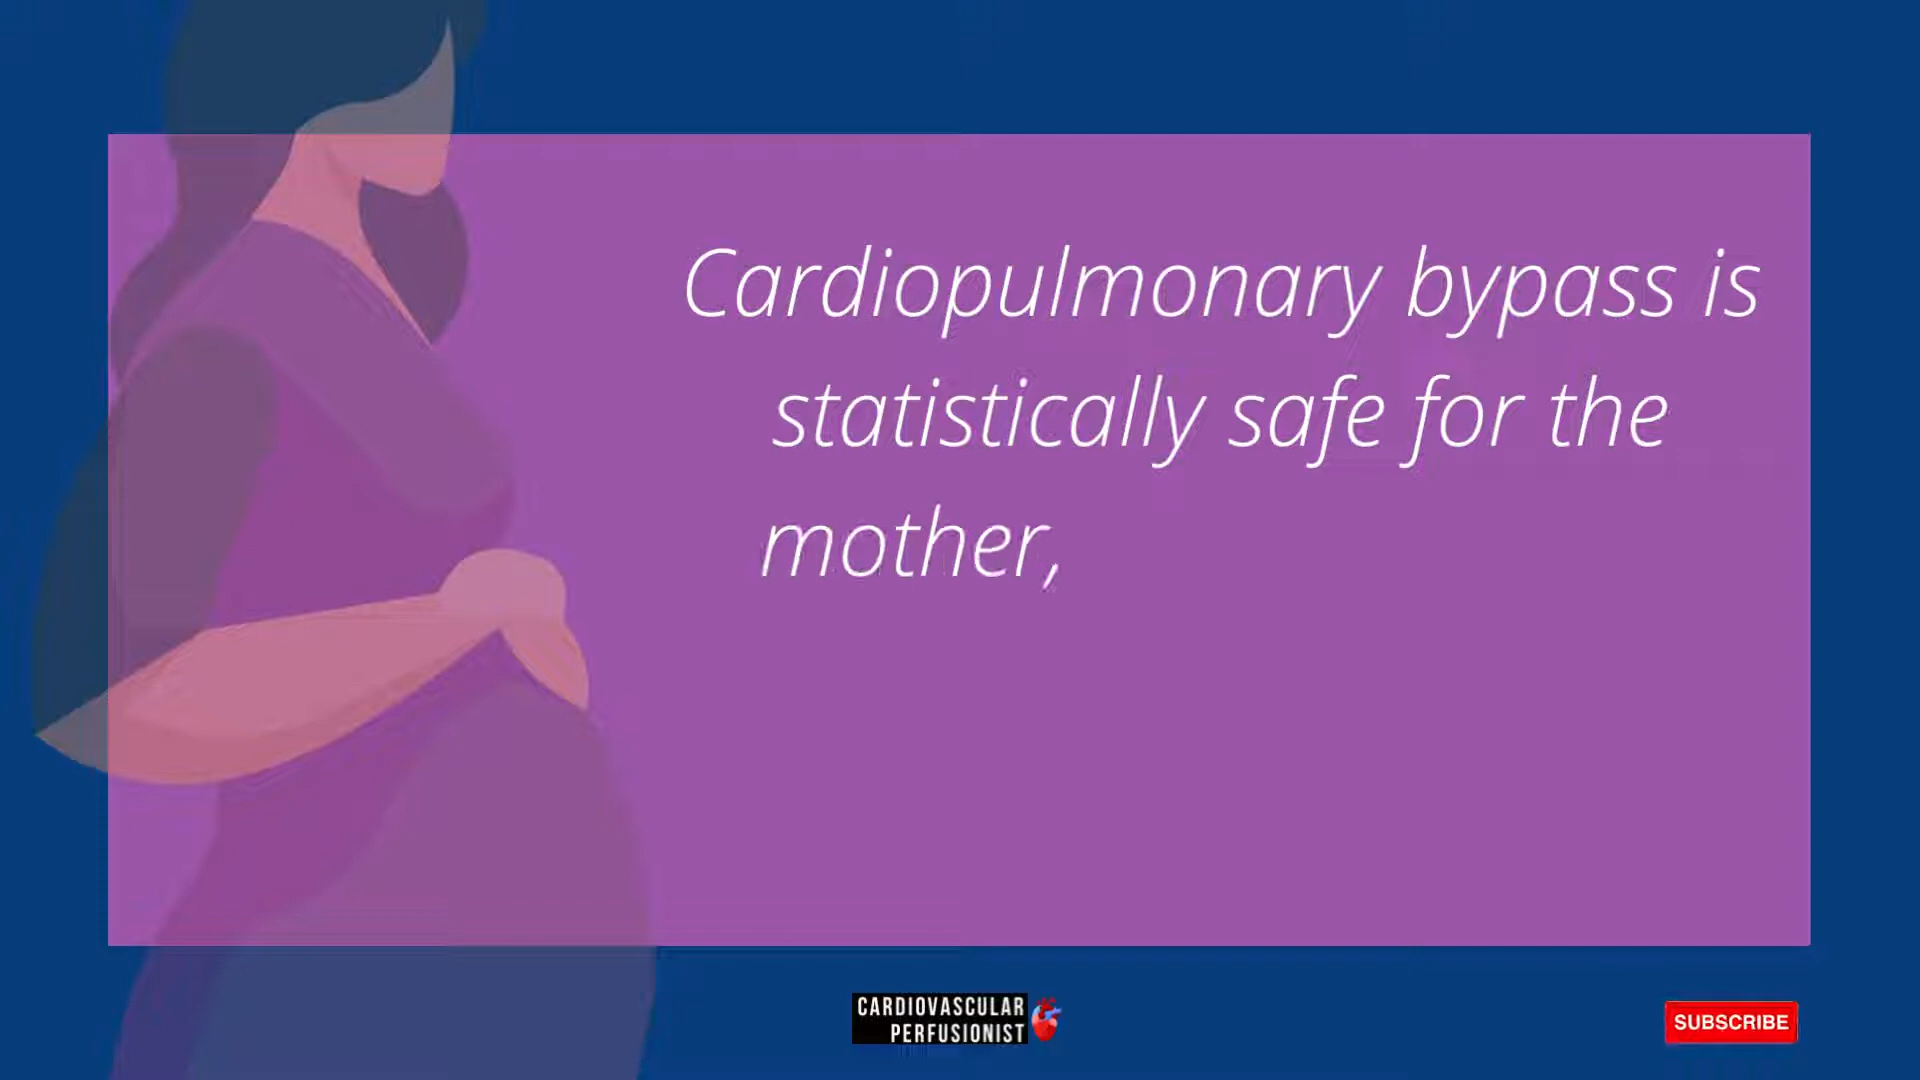 Cardiopulmonary bypass is
statistically safe for the
mother,
CARDIOVASCULAR
PERFUSIONIST
SUBSCRIBE